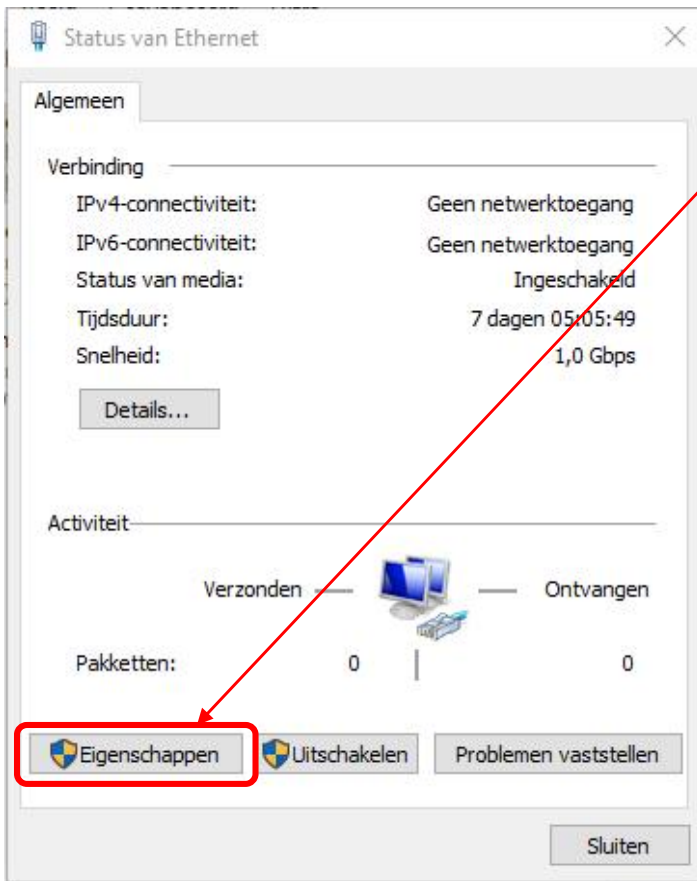 Status van Ethernet
Algemeen
Verbinding
IPv4-connectiviteit: Geen netwerktoegang
IPv6-connectiviteit: Geen netwerktoegang
Status van media: Ingeschakeld
Tijdsduur: 7 dagen 05:05:49
Snelheid: 1,0 Gbps
Details...
Activiteit
Verzonden Ontvangen
Pakketten: 0 0
Eigenschappen Uitschakelen Problemen vaststellen
Sluiten